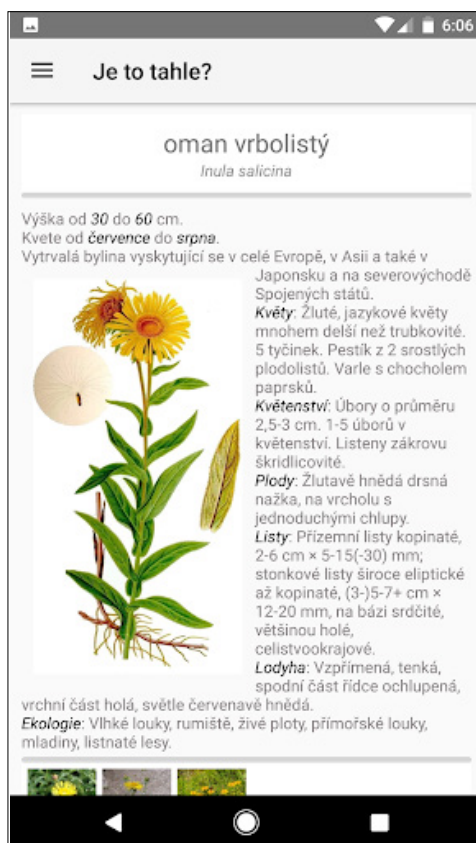 6:06
Je to tahle?
oman vrbolistý
Inula salicina
Výška od 30 do 60 cm.
Kvete od července do srpna.
Vytrvalá bylina vyskytující se v celé Evropě, v Asii a také v
Japonsku a na severovýchodě
Spojených států.
Květy: Žluté, jazykové květy
mnohem delší než trubkovité.
5 tyčinek. Pestík z 2 srostlých
plodolistů. Varle s chocholem
paprsků.
Květenství: Úbory o průměru
2,5-3 cm. 1-5 úborů v
květenství. Listeny zákrovu
škridlicovité.
Plody: Žlutavě hnědá drsná
nažka, na vrcholu s
jednoduchými chlupy.
Listy: Přízemní listy kopinaté,
2-6 cm × 5-15(-30) mm;
stonkové listy široce eliptické
až kopinaté, (3-)5-7+ cm ×
12-20 mm, na bázi srdčité,
většinou holé,
celistvookrajové.
Lodyha: Vzpřímená, tenká,
spodní část řídce ochlupená,
vrchní část holá, světle červenavě hnědá.
Ekologie: Vlhké louky, rumiště, živé ploty, přímořské louky,
mladiny, listnaté lesy.